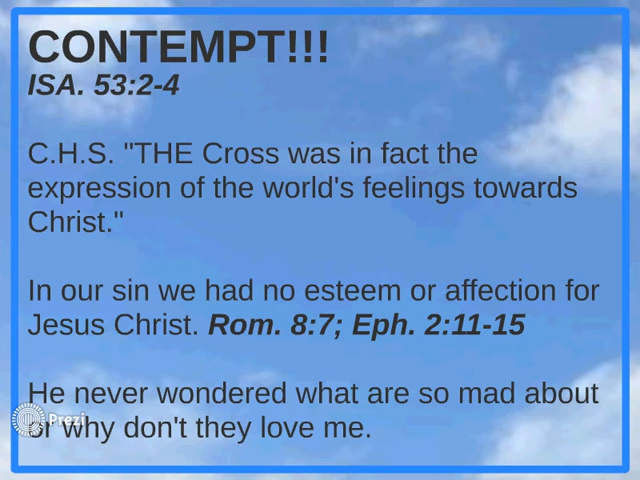 CONTEMPT!!!
ISA. 53:2-4
C.H.S. "THE Cross was in fact the
expression of the world's feelings towards
Christ."
In our sin we had no esteem or affection for
Jesus Christ. Rom. 8:7; Eph. 2:11-15
He never wondered what are so mad about
or why don't they love me.
Prezi